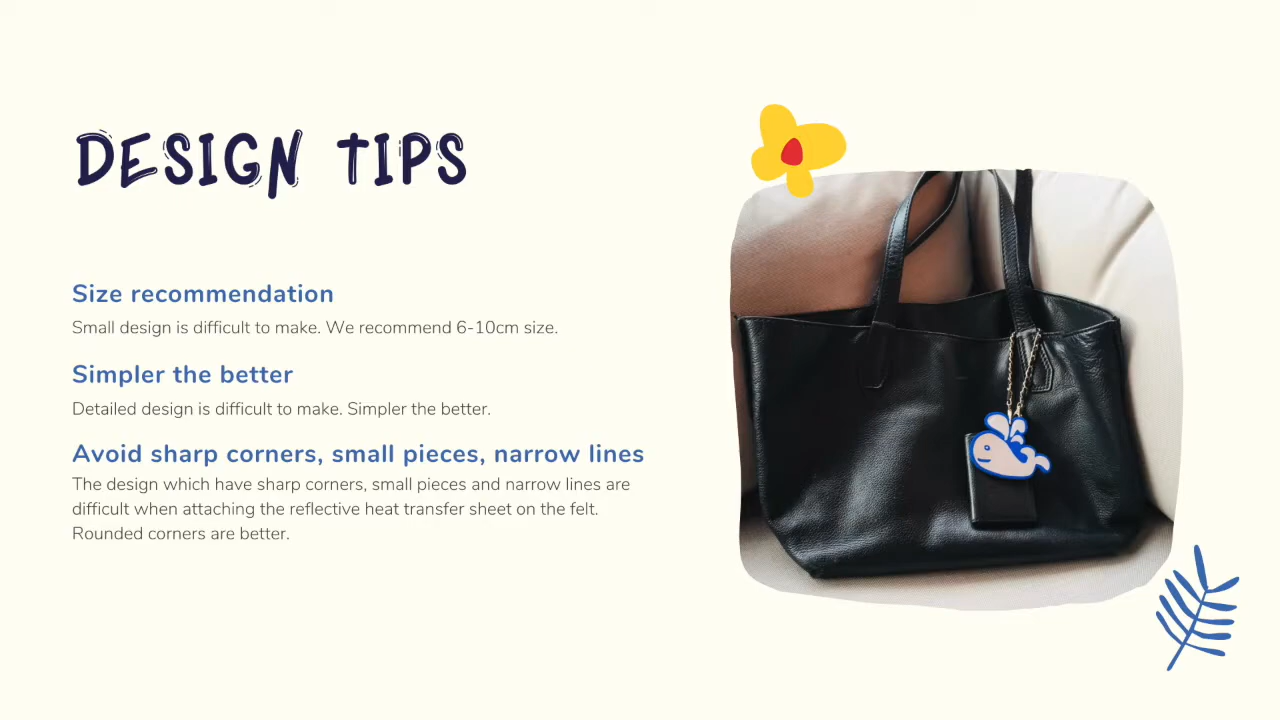 DESIGN TIPS
Size recommendation
Small design is difficult to make. We recommend 6-10cm size.
Simpler the better
Detailed design is difficult to make. Simpler the better.
Avoid sharp corners, small pieces, narrow lines
The design which have sharp corners, small pieces and narrow lines are
difficult when attaching the reflective heat transfer sheet on the felt.
Rounded corners are better.